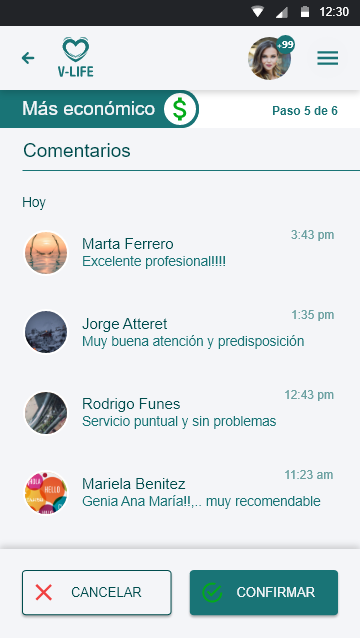 12:30
V-LIFE
+99
Más económico
$
Paso 5 de 6
Comentarios
Hoy
3:43 pm
Marta Ferrero
Excelente profesional!!!!
1:35 pm
Jorge Atteret
Muy buena atención y predisposición
12:43 pm
Rodrigo Funes
Servicio puntual y sin problemas
11:23 am
HOLA
HELLO
Mariela Benitez
Genia Ana María!!,.. muy recomendable
CANCELAR
CONFIRMAR